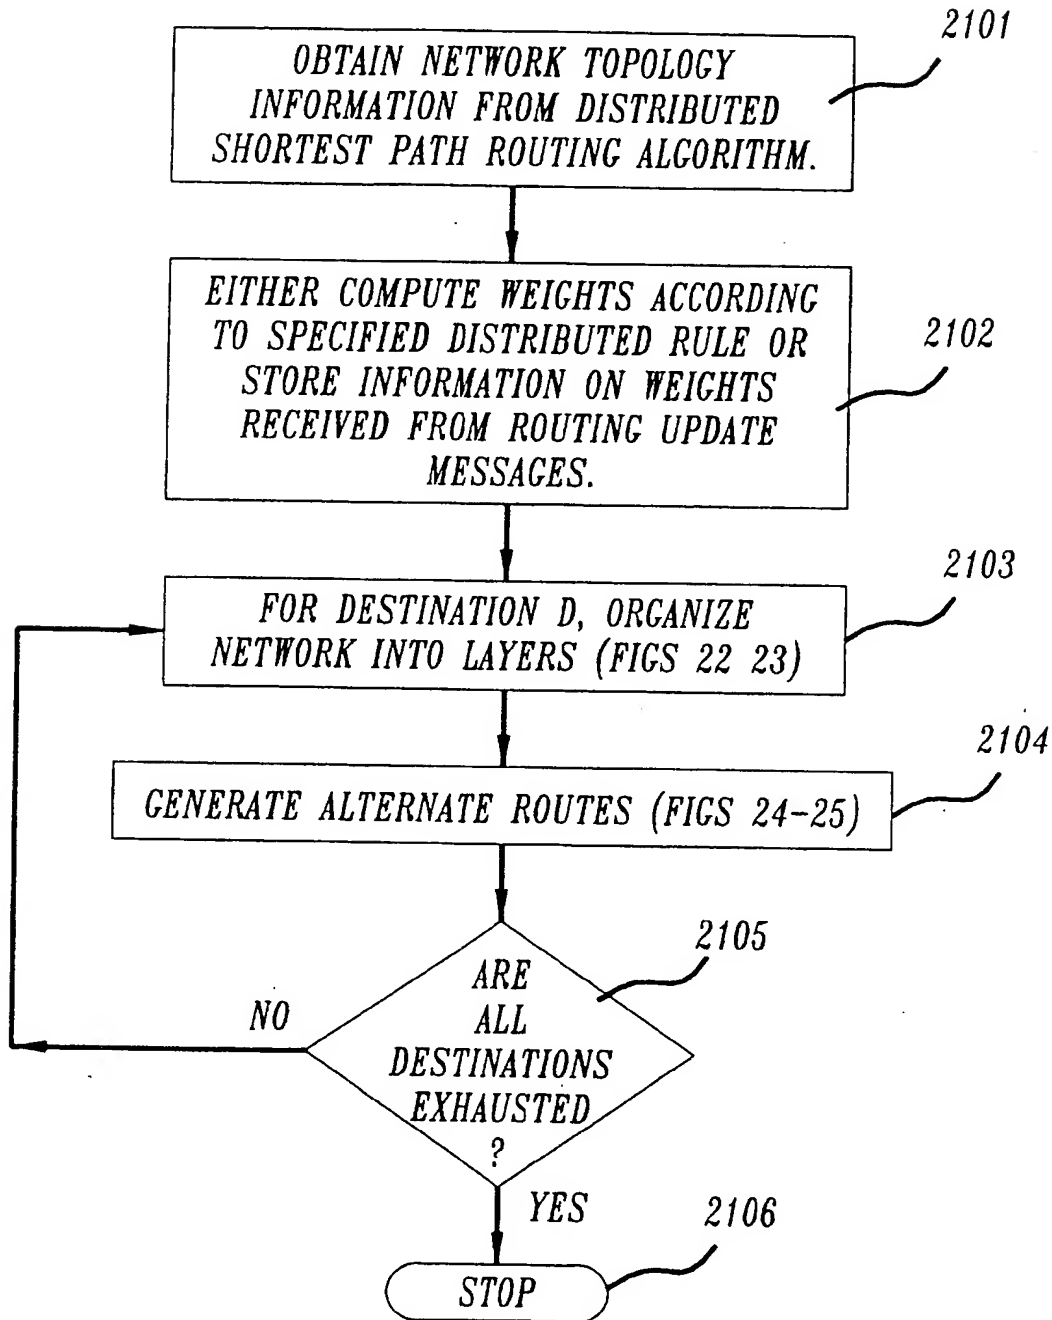 2101
OBTAIN NETWORK TOPOLOGY
INFORMATION FROM DISTRIBUTED
SHORTEST PATH ROUTING ALGORITHM.
EITHER COMPUTE WEIGHTS ACCORDING
TO SPECIFIED DISTRIBUTED RULE OR
STORE INFORMATION ON WEIGHTS
RECEIVED FROM ROUTING UPDATE
MESSAGES.
2102
2103
FOR DESTINATION D, ORGANIZE
NETWORK INTO LAYERS (FIGS 22 23)
2104
GENERATE ALTERNATE ROUTES (FIGS 24-25)
2105
ARE
ALL
DESTINATIONS
EXHAUSTED
?
NO
YES
2106
STOP